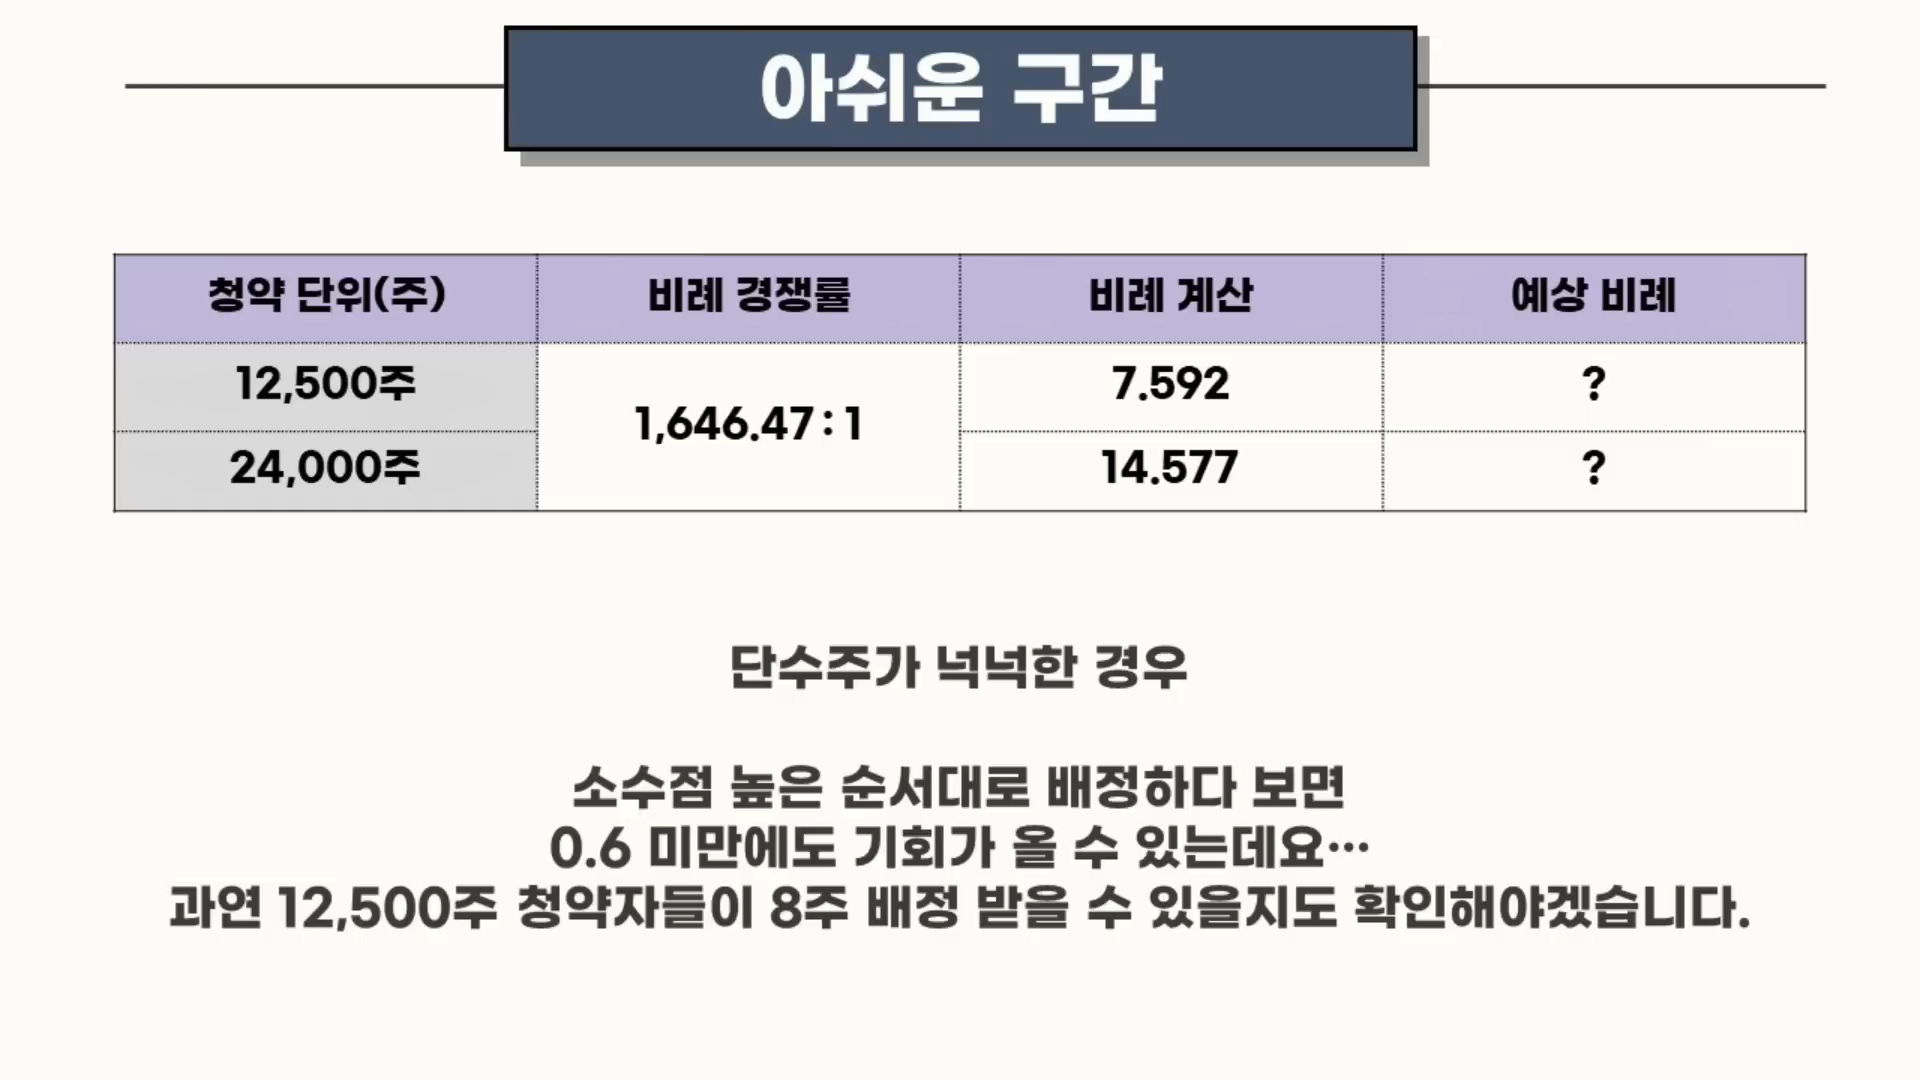 아쉬운 구간
청약 단위(주) 비례 경쟁률 비례 계산 예상 비례
12,500주 1,646.47:1 7.592 ?
24,000주 14.577 ?
단수주가 넉넉한 경우
소수점 높은 순서대로 배정하다 보면
0.6 미만에도 기회가 올 수 있는데요…
과연 12,500주 청약자들이 8주 배정 받을 수 있을지도 확인해야겠습니다.